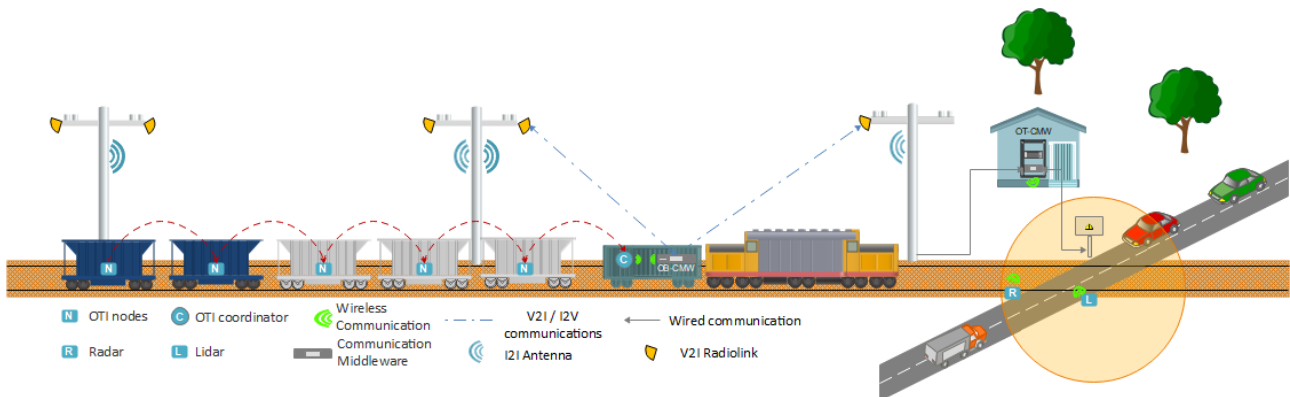 OT-CMW
N
N
N
N
N
C
OB-CMW
R
L
N OTI nodes
C OTI coordinator
Wireless
Communication
V2I / I2V
communications
Wired communication
R Radar
L Lidar
Communication
Middleware
I2I Antenna
V2I Radiolink